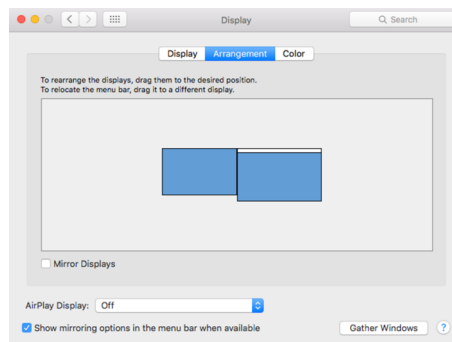 Display
Search
Display Arrangement Color
To rearrange the displays, drag them to the desired position.
To relocate the menu bar, drag it to a different display.
Mirror Displays
AirPlay Display: Off
Show mirroring options in the menu bar when available
Gather Windows ?